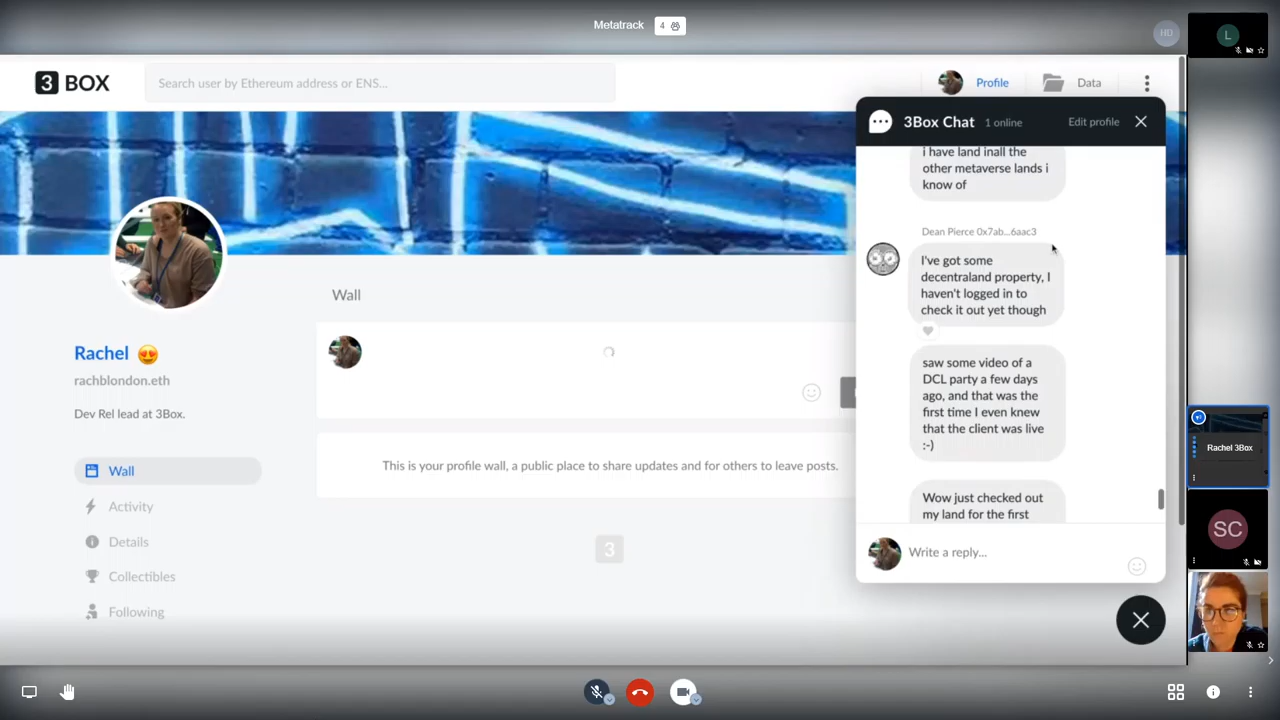 Metatrack
4
HD
L
3 BOX
Search user by Ethereum address or ENS...
Profile
Data
3Box Chat
1 online
Edit profile
i have land inall the
other metaverse lands i
know of
Dean Pierce 0x7ab...6aac3
I've got some
decentraland property, I
haven't logged in to
check it out yet though
saw some video of a
DCL party a few days
ago, and that was the
first time I even knew
that the client was live
:-)
Wow just checked out
my land for the first
Write a reply...
Wall
Rachel 😍
rachblondon.eth
Dev Rel lead at 3Box.
Wall
Activity
Details
Collectibles
Following
This is your profile wall, a public place to share updates and for others to leave posts.
3
Rachel 3Box
SC